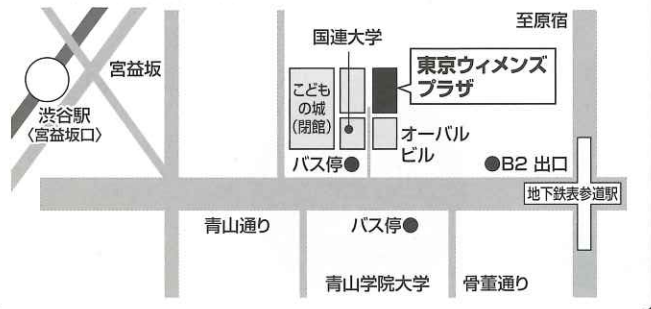 至原宿
国連大学
宮益坂
東京ウィメンズ
プラザ
こども
の城
(閉館)
渋谷駅
〈宮益坂口〉
オーバル
ビル
バス停
B2 出口
地下鉄表参道駅
青山通り
バス停
青山学院大学
骨董通り